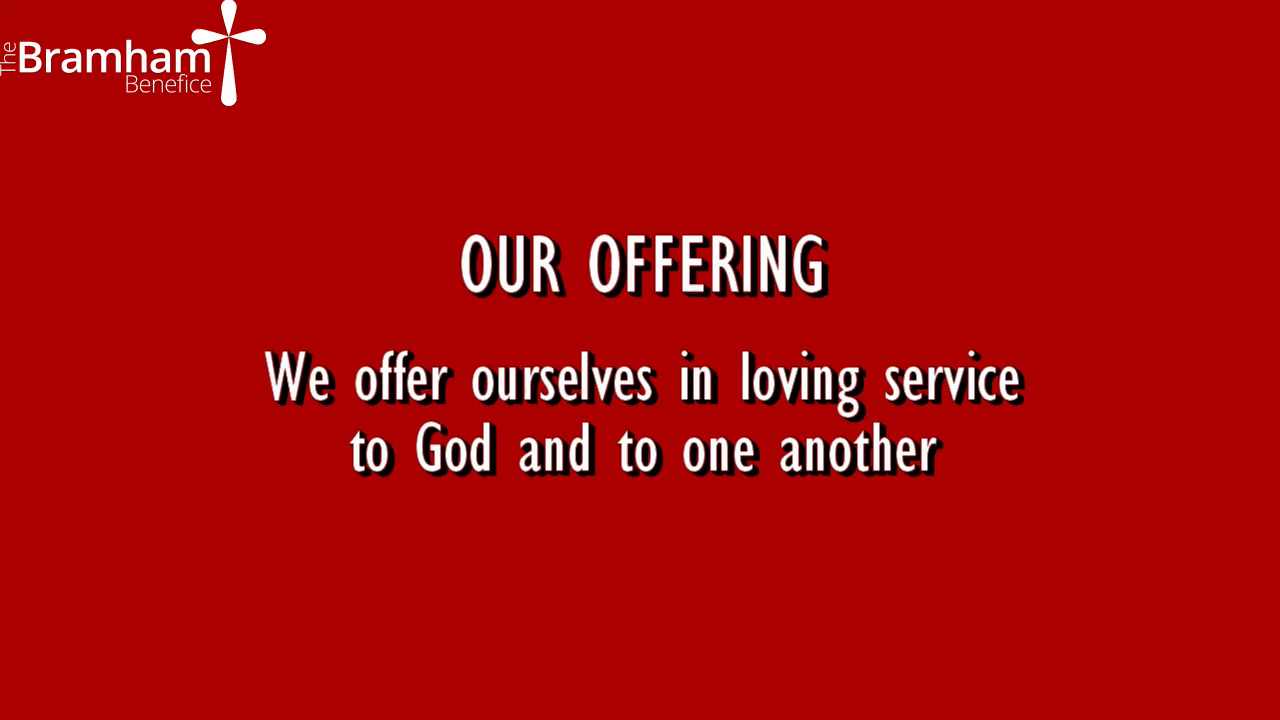 The
Bramham
Benefice
OUR OFFERING
We offer ourselves in loving service
to God and to one another